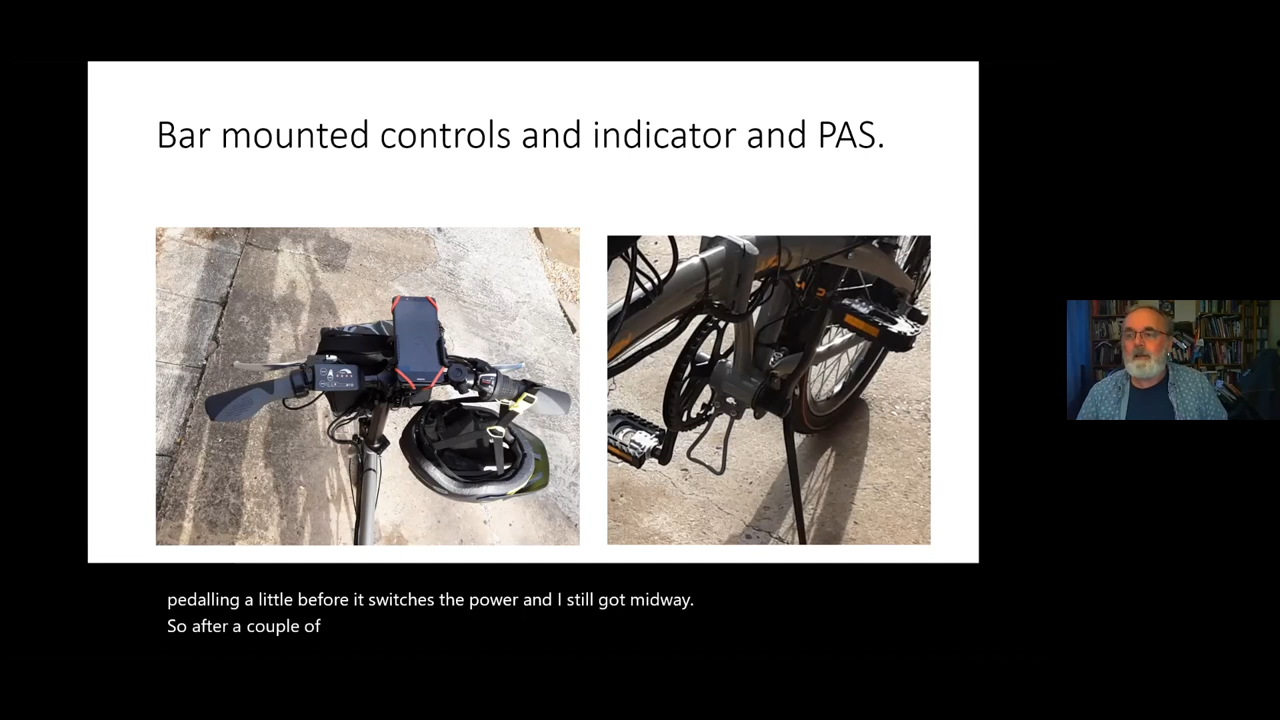 Bar mounted controls and indicator and PAS.
pedalling a little before it switches the power and I still got midway.
So after a couple of